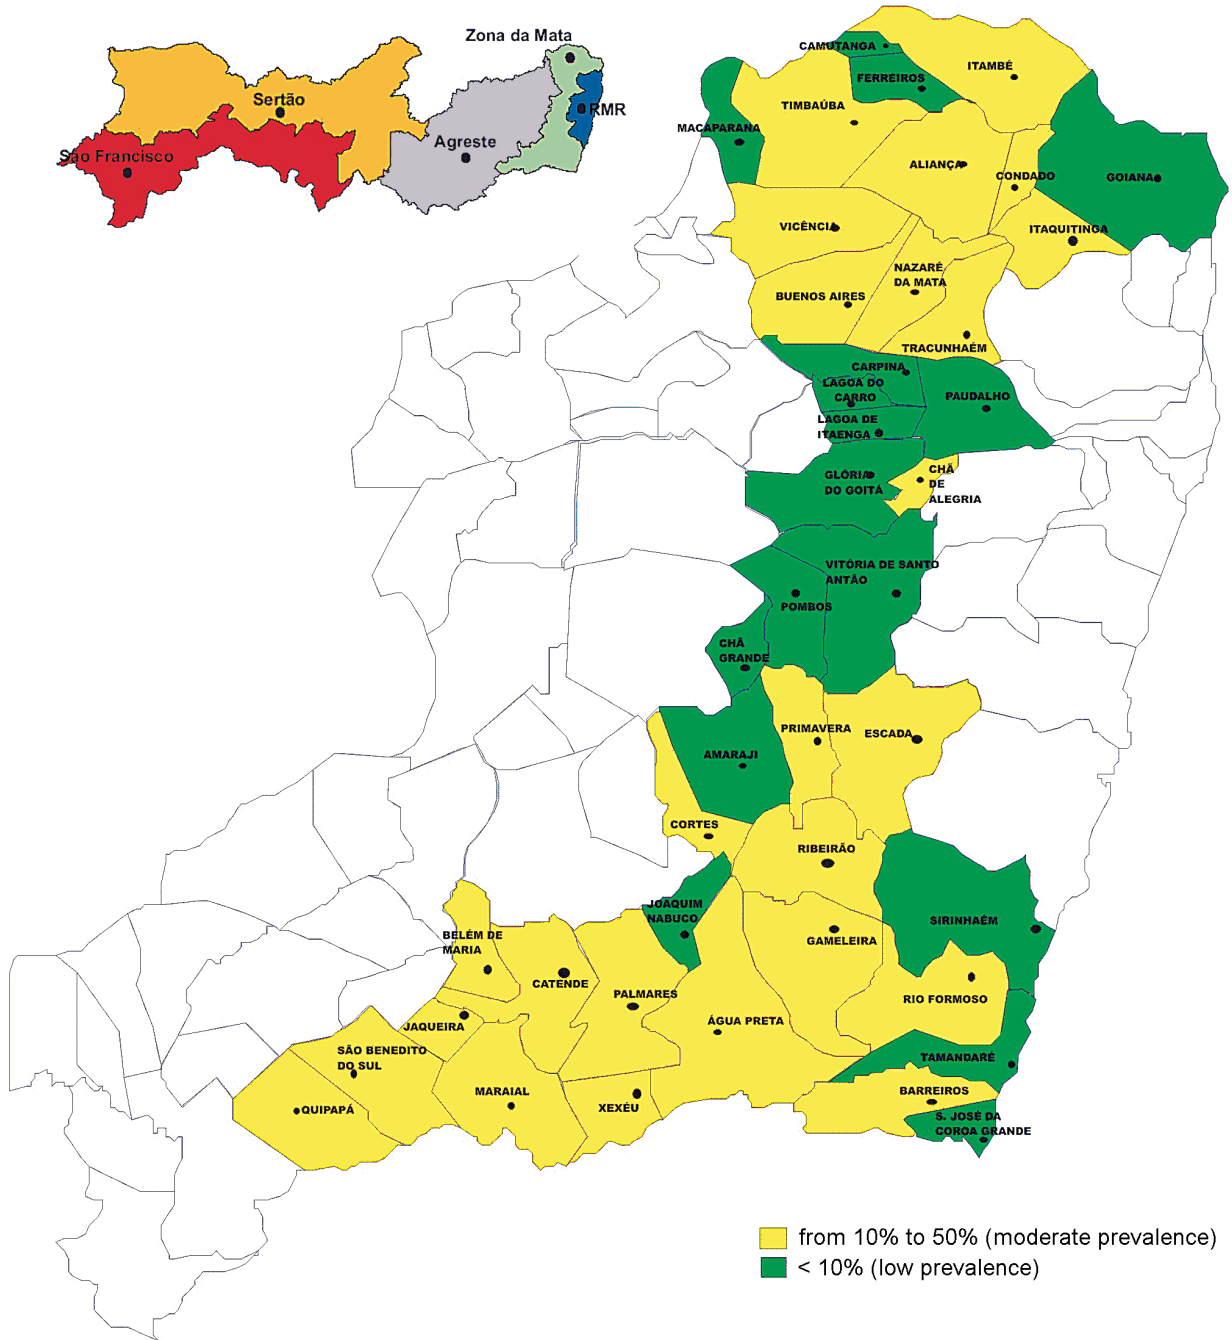 Zona da Mata
Sertão
RMR
Agreste
São Francisco
CAMUTANGA
ITAMBÉ
FERREIROS
TIMBAÚBA
MACAPARANA
ALIANÇA
CONDADO
GOIANA
VICÊNCIA
ITAQUITINGA
NAZARÉ
DA MATA
BUENOS AIRES
TRACUNHAÉM
CARPINA
LAGOA DO
CARRO
PAUDALHO
LAGOA DE
ITAENGA
GLÓRIA
DO GOITÁ
CHÃ
DE
ALEGRIA
VITÓRIA DE SANTO
ANTÃO
POMBOS
CHÃ
GRANDE
PRIMAVERA
ESCADA
AMARAJI
CORTES
RIBEIRÃO
JOAQUIM
NABUCO
SIRINHAÉM
GAMELEIRA
BELÉM DE
MARIA
CATENDE
PALMARES
RIO FORMOSO
JAQUEIRA
ÁGUA PRETA
SÃO BENEDITO
DO SUL
TAMANDARÉ
MARAIAL
BARREIROS
XEXÉU
QUIPAPÁ
S. JOSÉ DA
COROA GRANDE
from 10% to 50% (moderate prevalence)
< 10% (low prevalence)